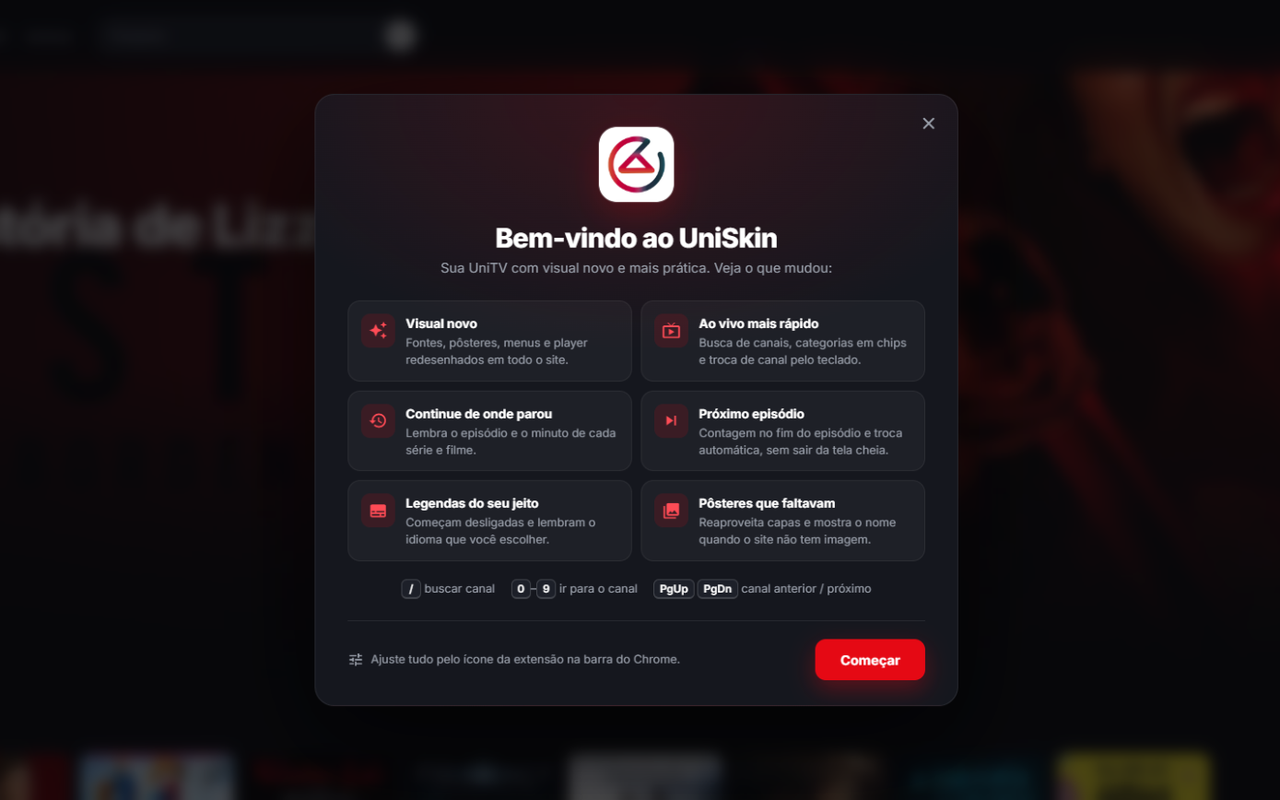 Bem-vindo ao UniSkin
Sua UniTV com visual novo e mais prática. Veja o que mudou:
Visual novo
Fontes, pôsteres, menus e player
redesenhados em todo o site.
Ao vivo mais rápido
Busca de canais, categorias em chips
e troca de canal pelo teclado.
Continue de onde parou
Lembra o episódio e o minuto de cada
série e filme.
Próximo episódio
Contagem no fim do episódio e troca
automática, sem sair da tela cheia.
Legendas do seu jeito
Começam desligadas e lembram o
idioma que você escolher.
Pôsteres que faltavam
Reaproveita capas e mostra o nome
quando o site não tem imagem.
/ buscar canal 0–9 ir para o canal PgUp PgDn canal anterior / próximo
Ajuste tudo pelo ícone da extensão na barra do Chrome.
Começar
tória de Liz